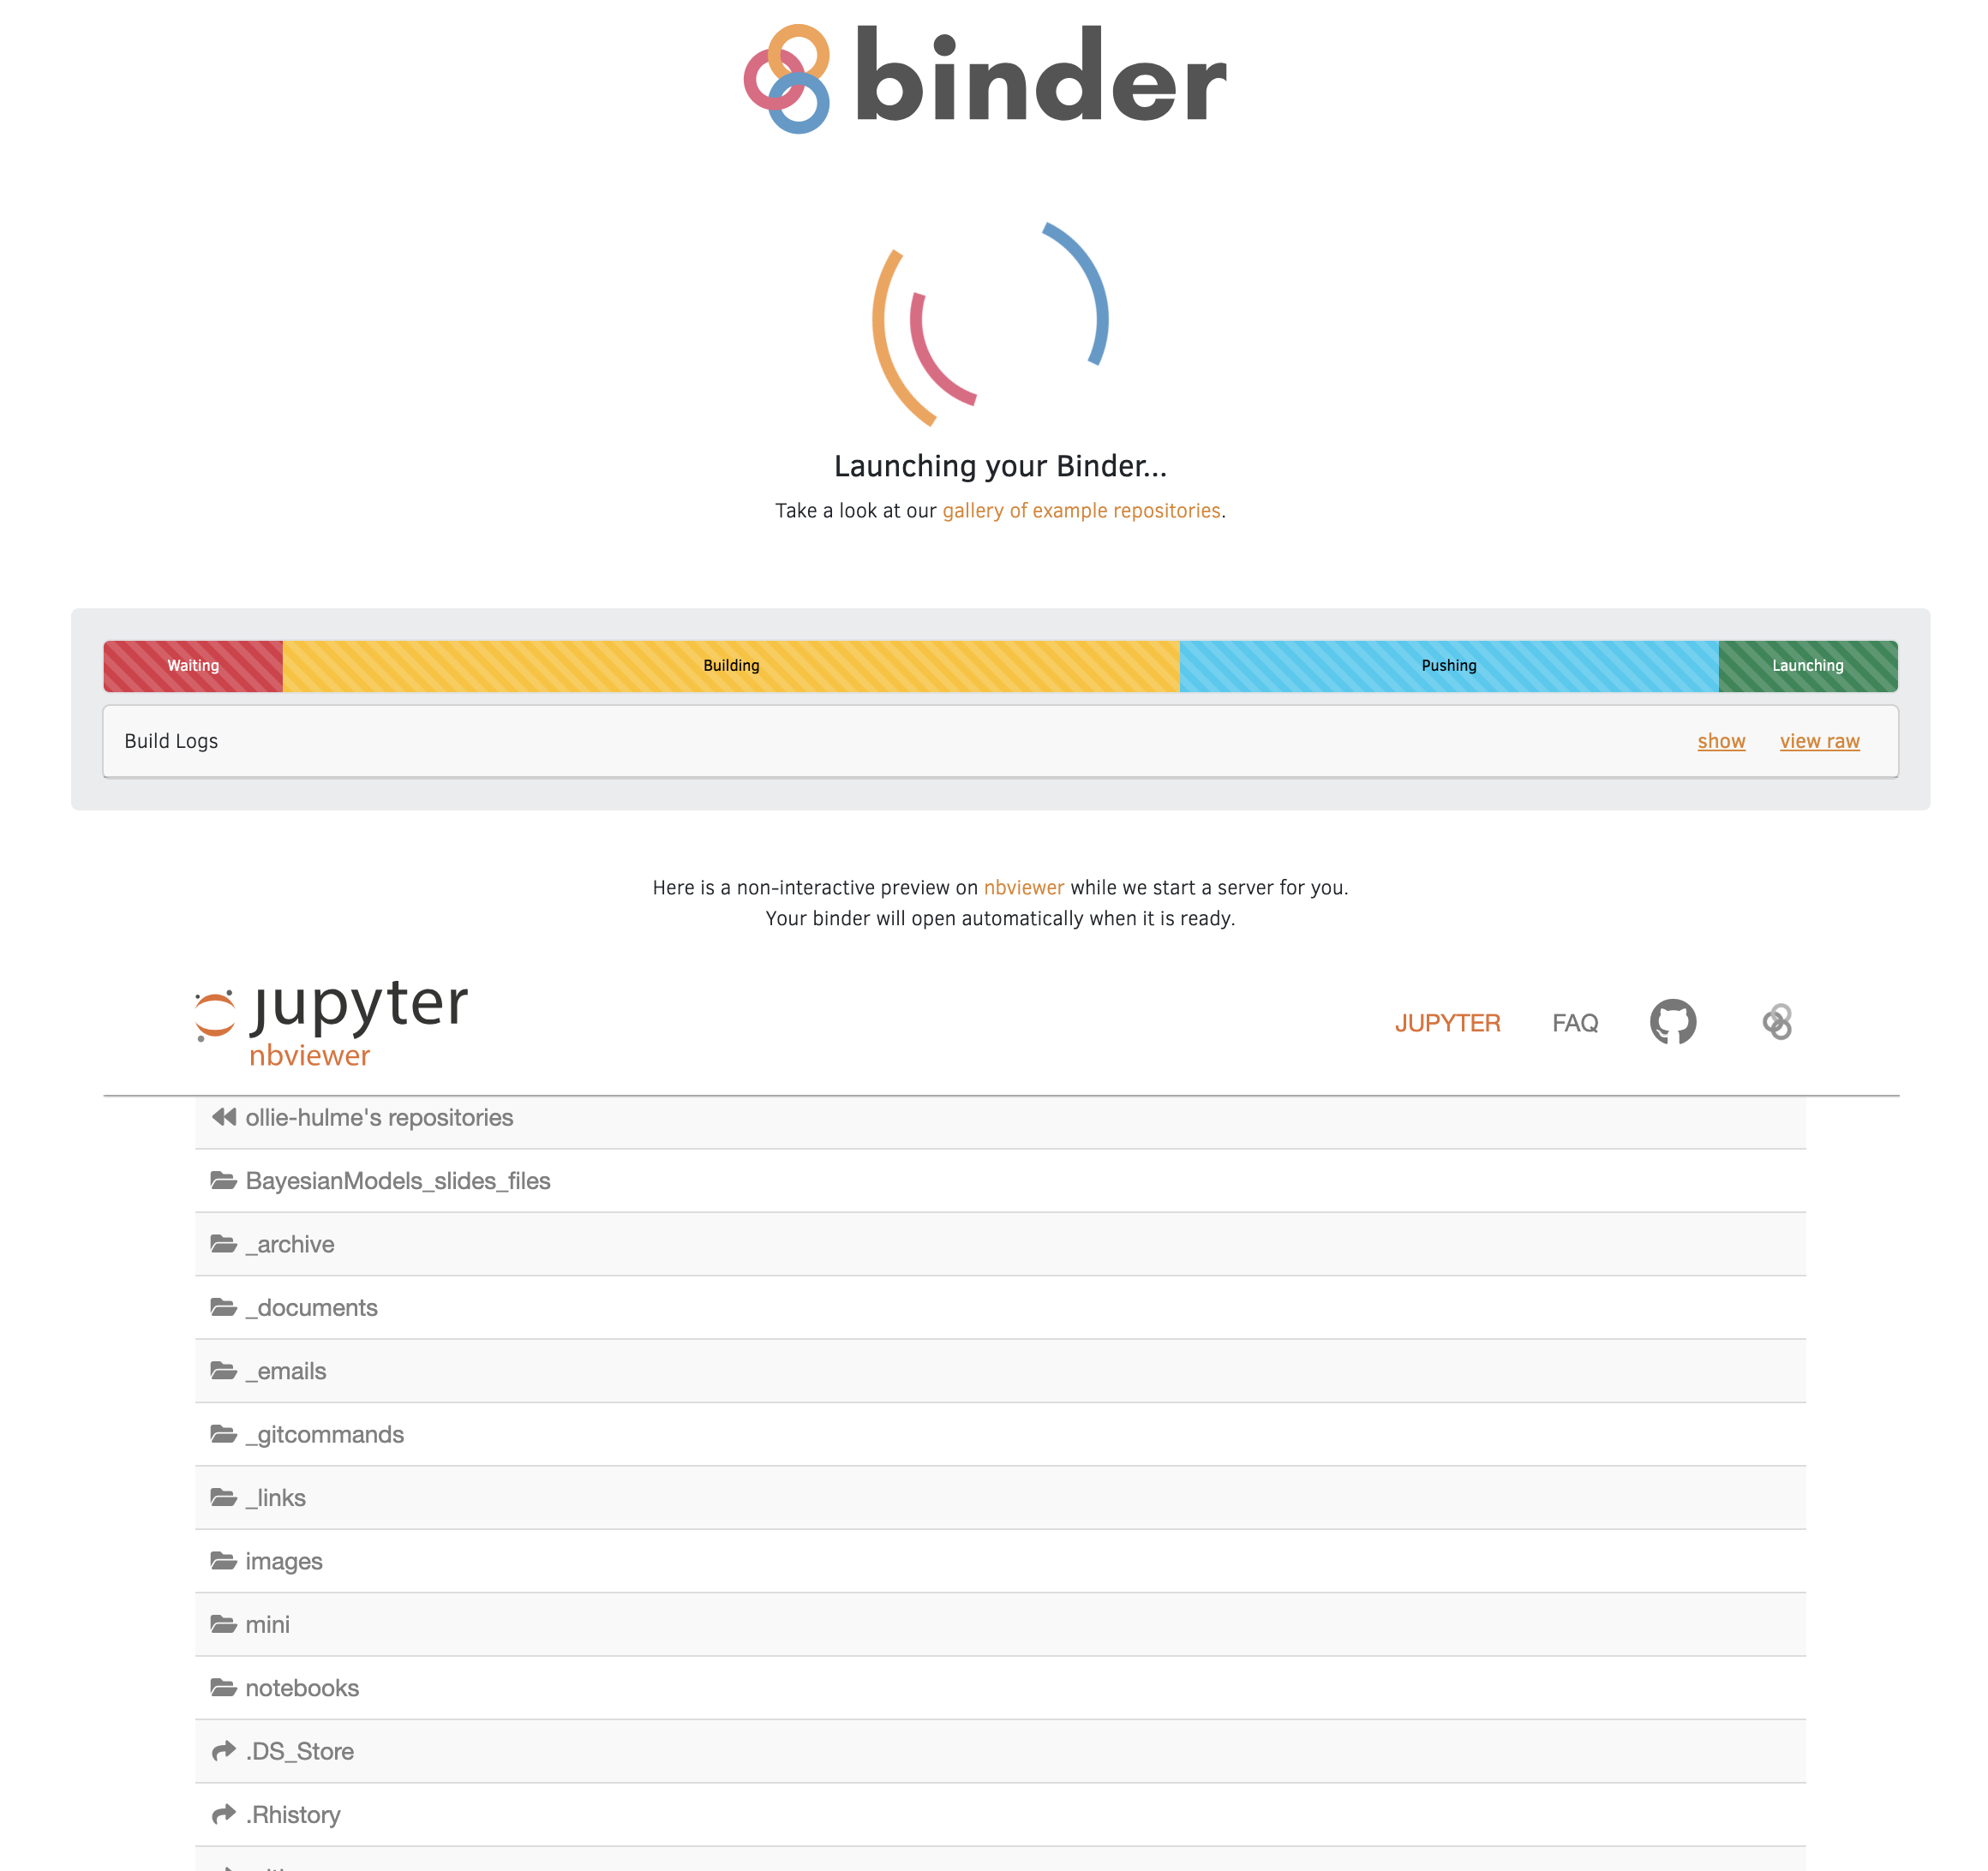 binder
Launching your Binder...
Take a look at our gallery of example repositories.
Waiting Building Pushing Launching
Build Logs show view raw
Here is a non-interactive preview on nbviewer while we start a server for you.
Your binder will open automatically when it is ready.
jupyter
nbviewer
JUPYTER FAQ
ollie-hulme's repositories
BayesianModels_slides_files
_archive
_documents
_emails
_gitcommands
_links
images
mini
notebooks
.DS_Store
.Rhistory